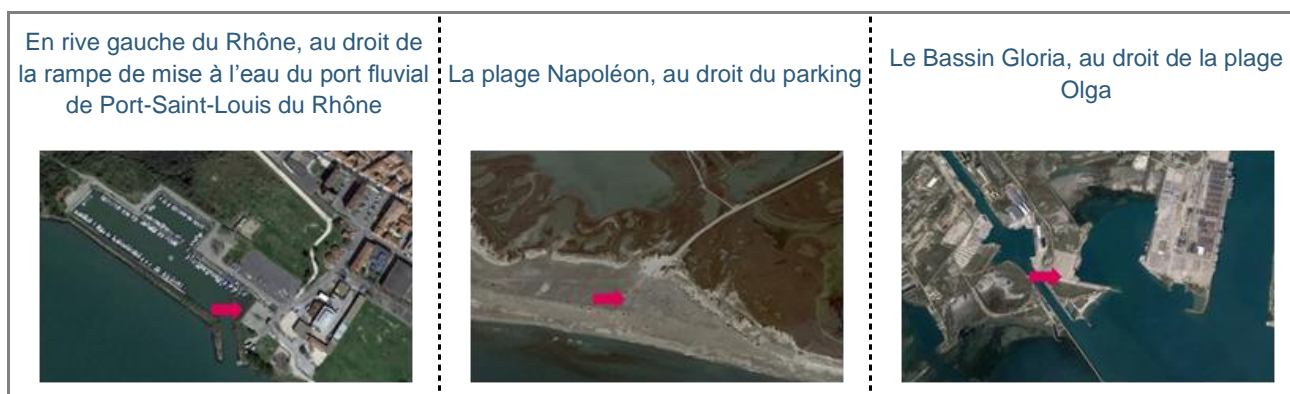 En rive gauche du Rhône, au droit de
la rampe de mise à l’eau du port fluvial
de Port-Saint-Louis du Rhône
La plage Napoléon, au droit du parking
Le Bassin Gloria, au droit de la plage
Olga